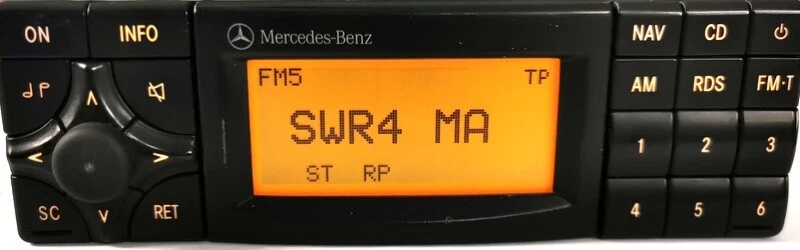 ON INFO
Mercedes-Benz
NAV CD
FM5 TP
AM RDS FM·T
SWR4 MA
1 2 3
ST RP
SC RET
4 5 6